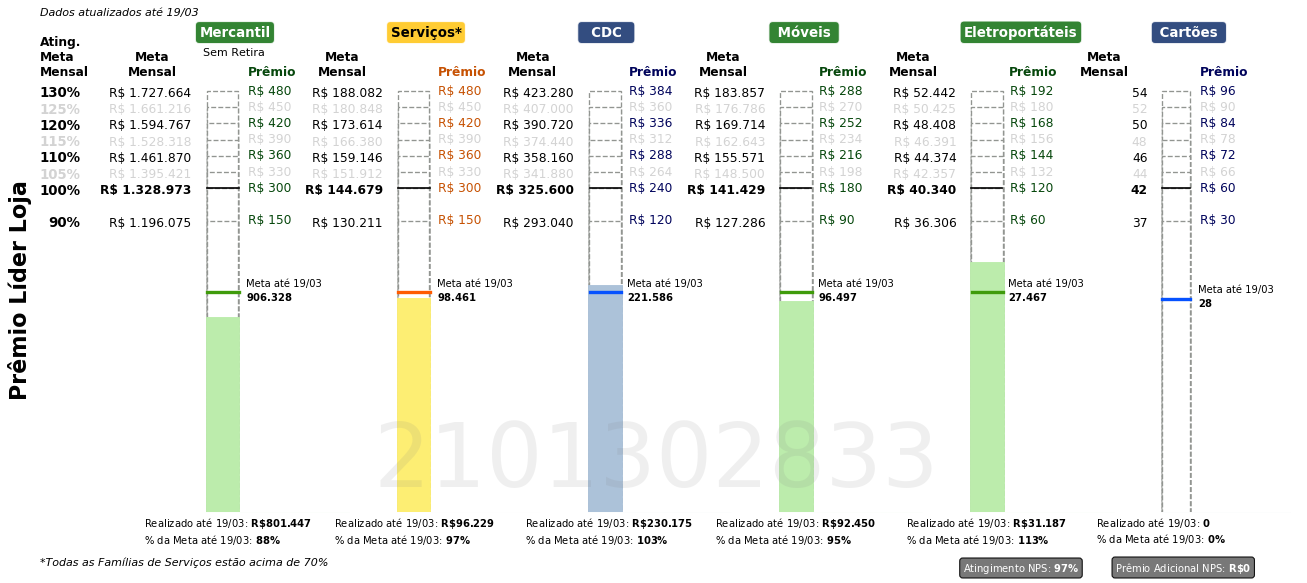 Dados atualizados até 19/03
Mercantil Serviços* CDC Móveis Eletroportáteis Cartões
Sem Retira
Ating. Meta Mensal
Meta Mensal Prêmio Meta Mensal Prêmio Meta Mensal Prêmio Meta Mensal Prêmio Meta Mensal Prêmio Meta Mensal Prêmio
130% R$ 1.727.664 R$ 480 R$ 188.082 R$ 480 R$ 423.280 R$ 384 R$ 183.857 R$ 288 R$ 52.442 R$ 192 54 R$ 96
125% R$ 1.661.216 R$ 450 R$ 180.848 R$ 450 R$ 407.000 R$ 360 R$ 176.786 R$ 270 R$ 50.425 R$ 180 52 R$ 90
120% R$ 1.594.767 R$ 420 R$ 173.614 R$ 420 R$ 390.720 R$ 336 R$ 169.714 R$ 252 R$ 48.408 R$ 168 50 R$ 84
115% R$ 1.528.318 R$ 390 R$ 166.380 R$ 390 R$ 374.440 R$ 312 R$ 162.643 R$ 234 R$ 46.391 R$ 156 48 R$ 78
110% R$ 1.461.870 R$ 360 R$ 159.146 R$ 360 R$ 358.160 R$ 288 R$ 155.571 R$ 216 R$ 44.374 R$ 144 46 R$ 72
105% R$ 1.395.421 R$ 330 R$ 151.912 R$ 330 R$ 341.880 R$ 264 R$ 148.500 R$ 198 R$ 42.357 R$ 132 44 R$ 66
100% R$ 1.328.973 R$ 300 R$ 144.679 R$ 300 R$ 325.600 R$ 240 R$ 141.429 R$ 180 R$ 40.340 R$ 120 42 R$ 60
90% R$ 1.196.075 R$ 150 R$ 130.211 R$ 150 R$ 293.040 R$ 120 R$ 127.286 R$ 90 R$ 36.306 R$ 60 37 R$ 30
Prêmio Líder Loja
Meta até 19/03 Meta até 19/03 Meta até 19/03 Meta até 19/03 Meta até 19/03 Meta até 19/03
906.328 98.461 221.586 96.497 27.467 28
2101302833
Realizado até 19/03: R$801.447 Realizado até 19/03: R$96.229 Realizado até 19/03: R$230.175 Realizado até 19/03: R$92.450 Realizado até 19/03: R$31.187 Realizado até 19/03: 0
% da Meta até 19/03: 88% % da Meta até 19/03: 97% % da Meta até 19/03: 103% % da Meta até 19/03: 95% % da Meta até 19/03: 113% % da Meta até 19/03: 0%
*Todas as Famílias de Serviços estão acima de 70%
Atingimento NPS: 97% Prêmio Adicional NPS: R$0